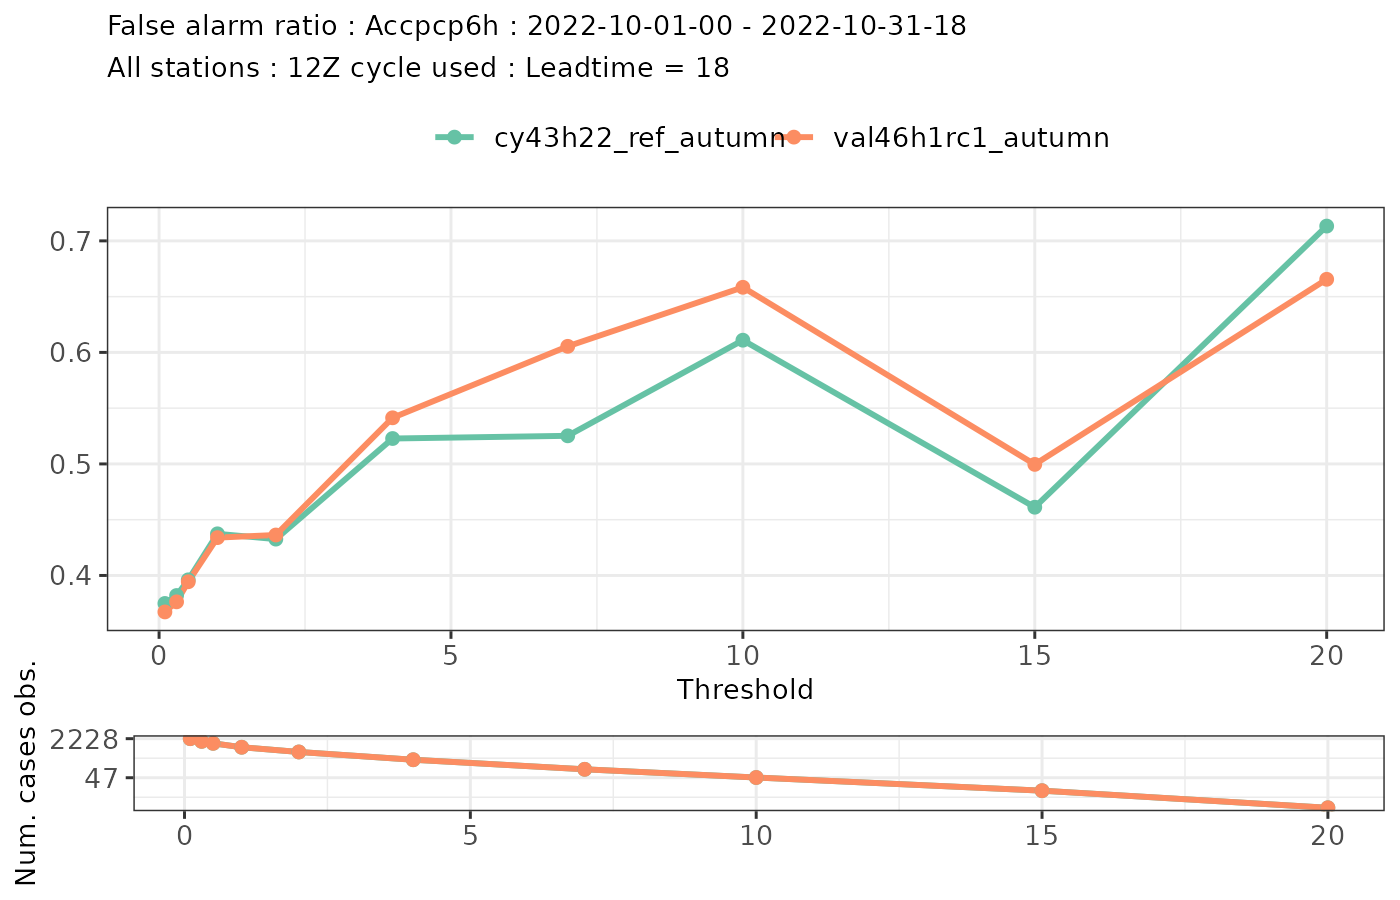 False alarm ratio : Accpcp6h : 2022-10-01-00 - 2022-10-31-18
All stations : 12Z cycle used : Leadtime = 18
cy43h22_ref_autumn val46h1rc1_autumn
0.7
0.6
0.5
0.4
0 5 10 15 20
Threshold
Num. cases obs.
2228
47
0 5 10 15 20